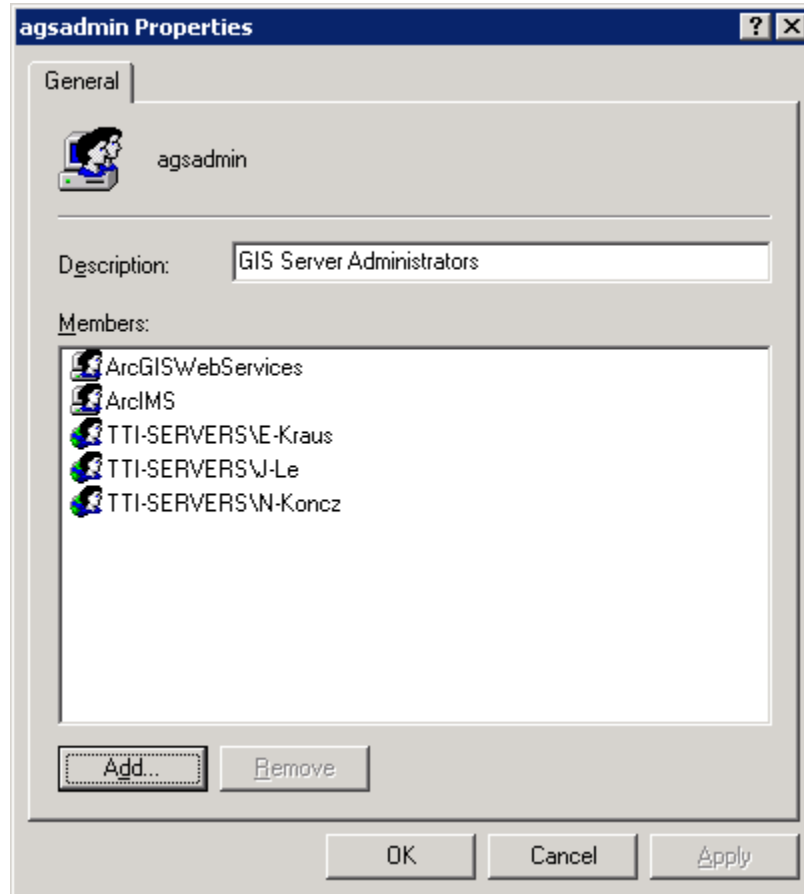 agsadmin Properties
General
agsadmin
Description: GIS Server Administrators
Members:
ArcGISWebServices
ArcIMS
TTI-SERVERS\E-Kraus
TTI-SERVERS\J-Le
TTI-SERVERS\N-Koncz
Add... Remove
OK Cancel Apply